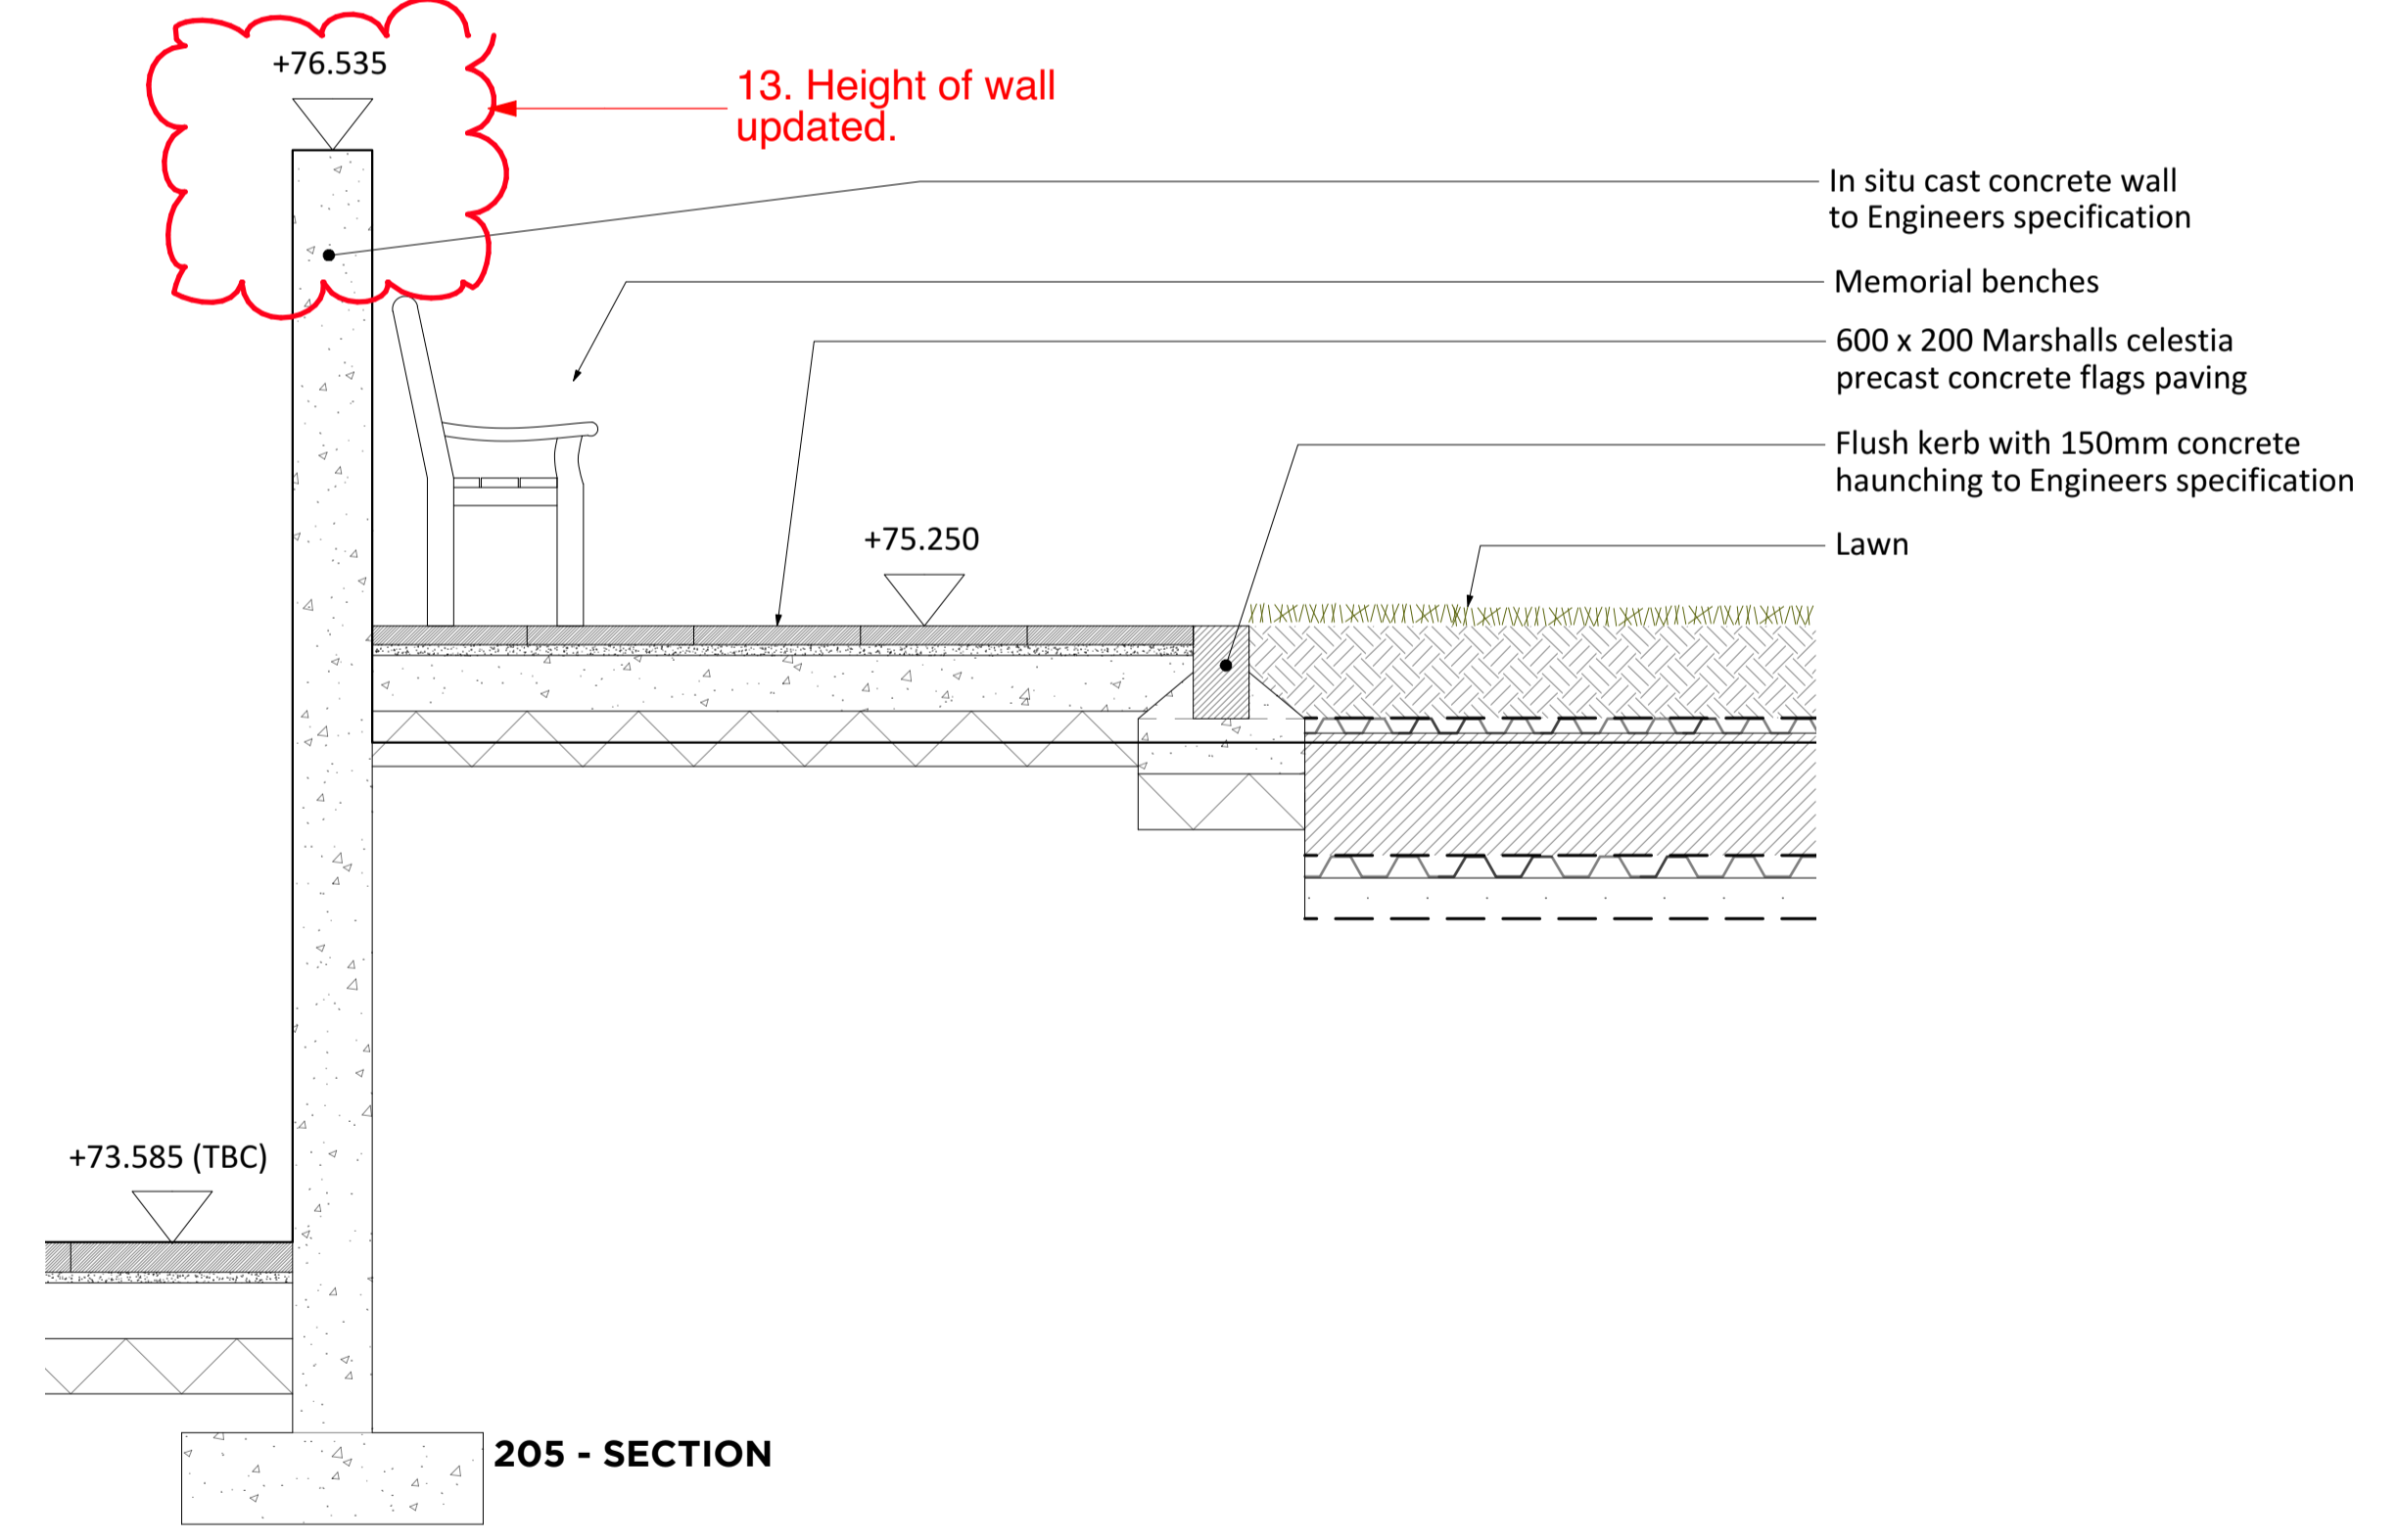 +76.535
13. Height of wall
updated.
In situ cast concrete wall
to Engineers specification
Memorial benches
600 x 200 Marshalls celestia
precast concrete flags paving
Flush kerb with 150mm concrete
haunching to Engineers specification
+75.250
Lawn
+73.585 (TBC)
205 - SECTION